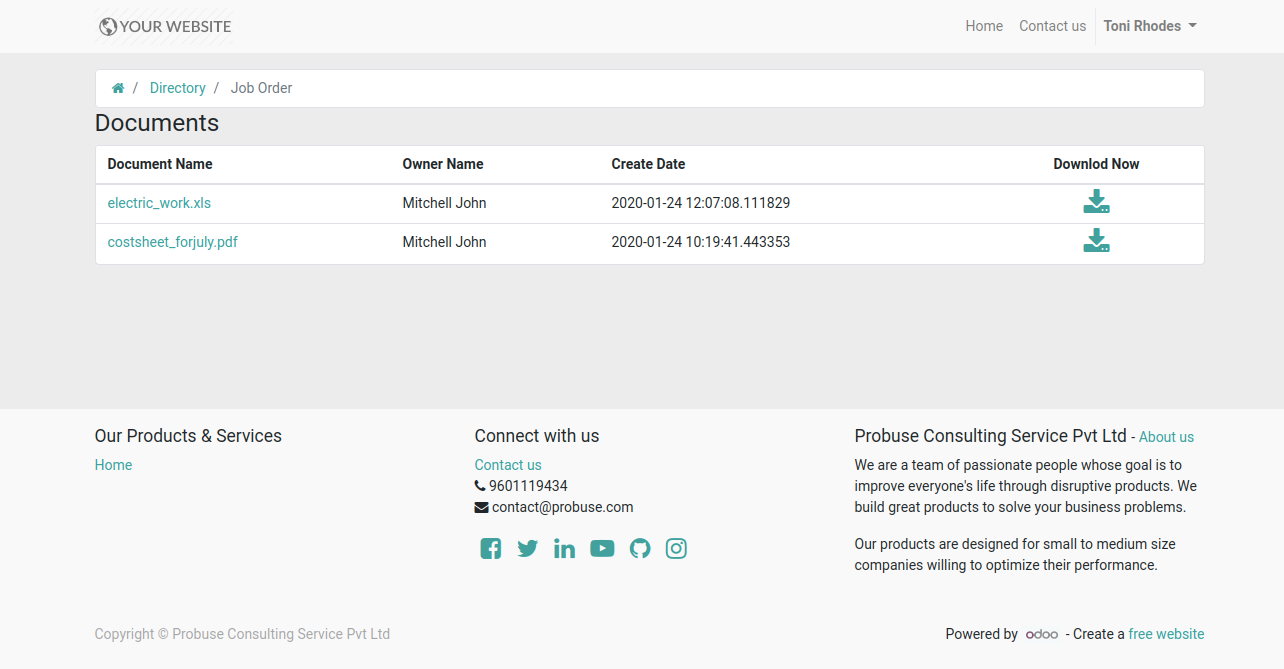 YOUR WEBSITE Home Contact us Toni Rhodes
/ Directory / Job Order
Documents
Document Name Owner Name Create Date Downlod Now
electric_work.xls Mitchell John 2020-01-24 12:07:08.111829
costsheet_forjuly.pdf Mitchell John 2020-01-24 10:19:41.443353
Our Products & Services
Home
Connect with us
Contact us
9601119434
contact@probuse.com
Probuse Consulting Service Pvt Ltd - About us
We are a team of passionate people whose goal is to
improve everyone's life through disruptive products. We
build great products to solve your business problems.
Our products are designed for small to medium size
companies willing to optimize their performance.
Copyright © Probuse Consulting Service Pvt Ltd
Powered by odoo - Create a free website